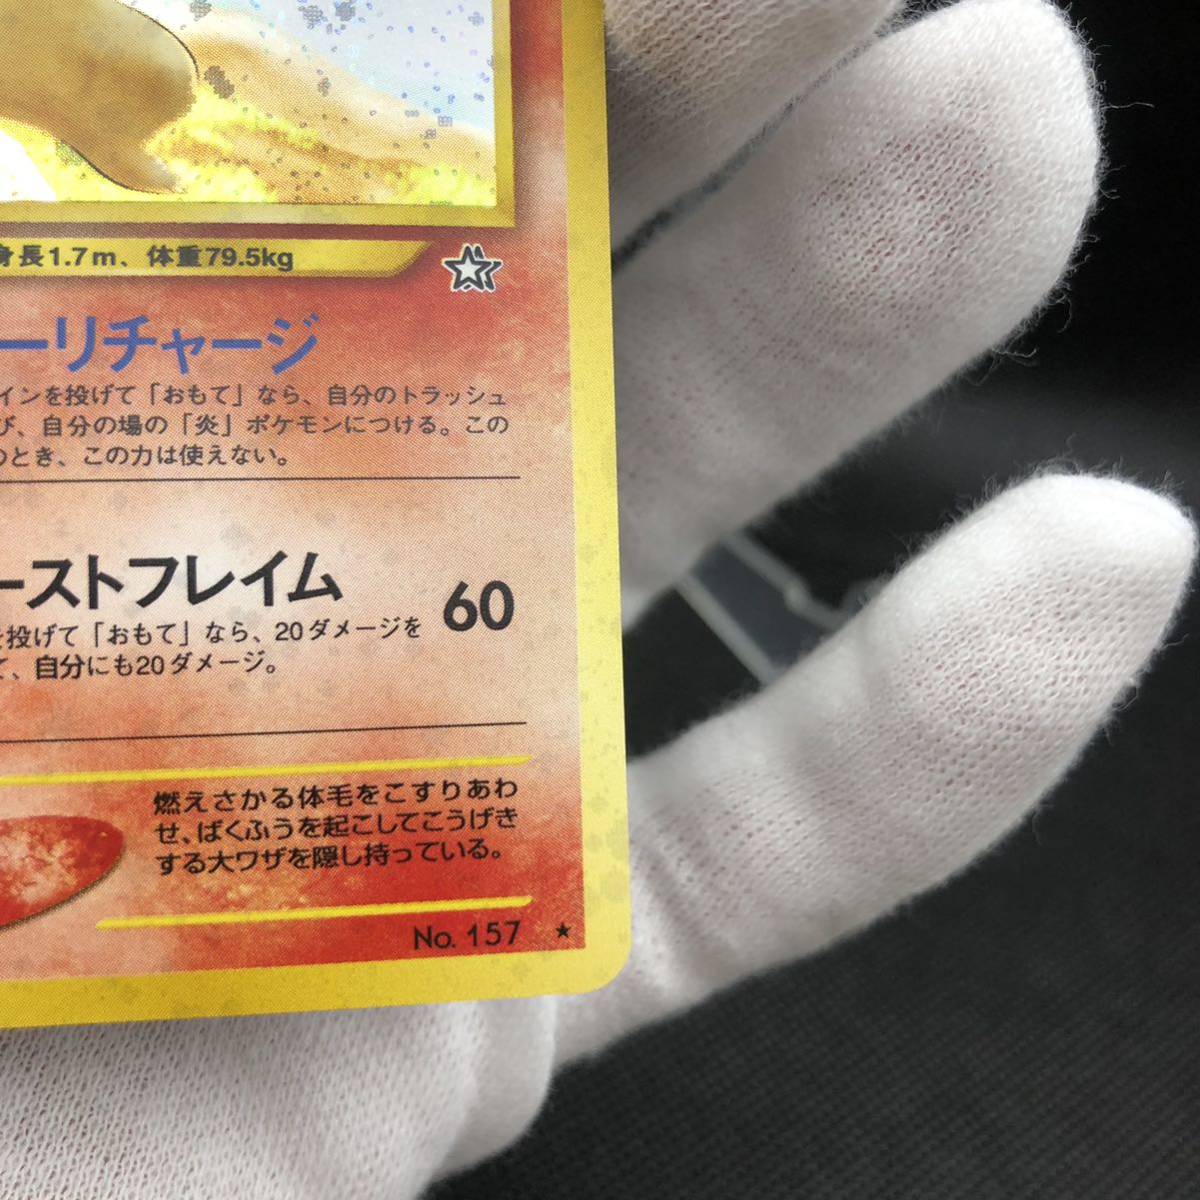 身長1.7m、体重79.5kg
ーリチャージ
インを投げて「おもて」なら、自分のトラッシュ
び、自分の場の「炎」ポケモンにつける。この
のとき、この力は使えない。
ーストフレイム
60
を投げて「おもて」なら、20ダメージを
て、自分にも20ダメージ。
燃えさかる体毛をこすりあわ
せ、ばくふうを起こしてこうげき
する大ワザを隠し持っている。
No. 157 ★